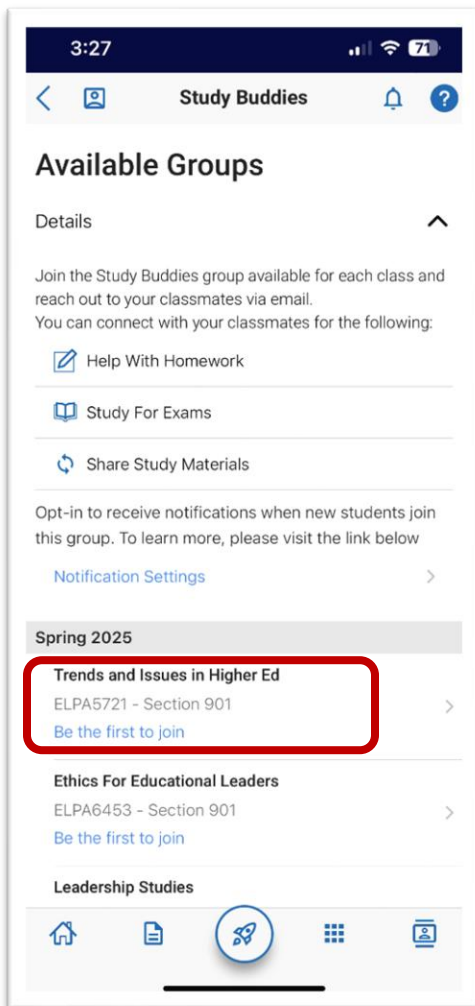 3:27
71
Study Buddies
?
Available Groups
Details
Join the Study Buddies group available for each class and
reach out to your classmates via email.
You can connect with your classmates for the following:
Help With Homework
Study For Exams
Share Study Materials
Opt-in to receive notifications when new students join
this group. To learn more, please visit the link below
Notification Settings
Spring 2025
Trends and Issues in Higher Ed
ELPA5721 - Section 901
Be the first to join
Ethics For Educational Leaders
ELPA6453 - Section 901
Be the first to join
Leadership Studies